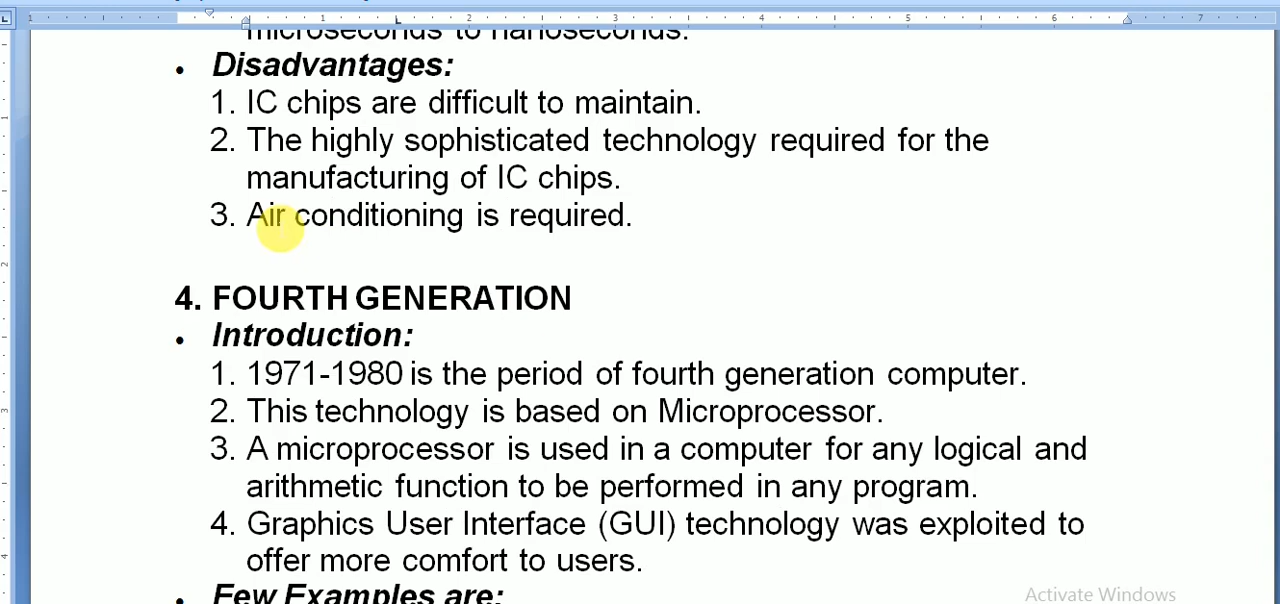 microseconds to nanoseconds.
• Disadvantages:
1. IC chips are difficult to maintain.
2. The highly sophisticated technology required for the
manufacturing of IC chips.
3. Air conditioning is required.
4. FOURTH GENERATION
• Introduction:
1. 1971-1980 is the period of fourth generation computer.
2. This technology is based on Microprocessor.
3. A microprocessor is used in a computer for any logical and
arithmetic function to be performed in any program.
4. Graphics User Interface (GUI) technology was exploited to
offer more comfort to users.
• Few Examples are:
Activate Windows